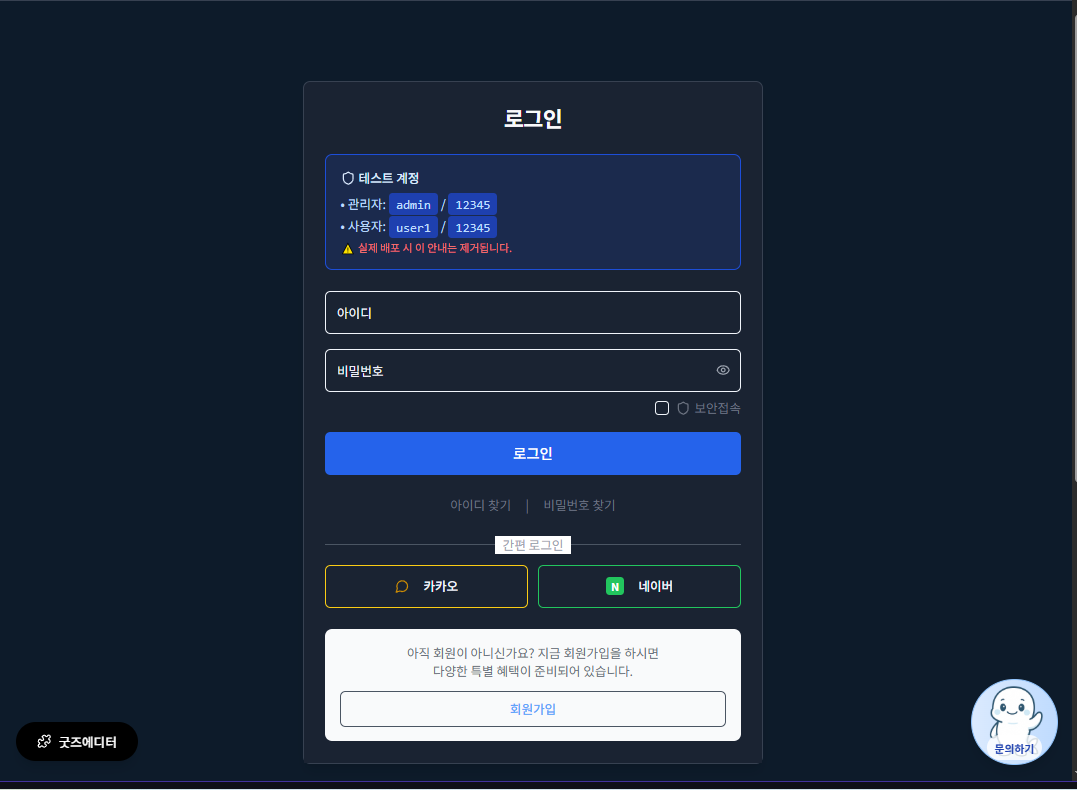 로그인
테스트 계정
• 관리자: admin / 12345
• 사용자: user1 / 12345
⚠ 실제 배포 시 이 안내는 제거됩니다.
아이디
비밀번호
보안접속
로그인
아이디 찾기 | 비밀번호 찾기
간편 로그인
카카오 N 네이버
아직 회원이 아니신가요? 지금 회원가입을 하시면
다양한 특별 혜택이 준비되어 있습니다.
회원가입
굿즈에디터
문의하기